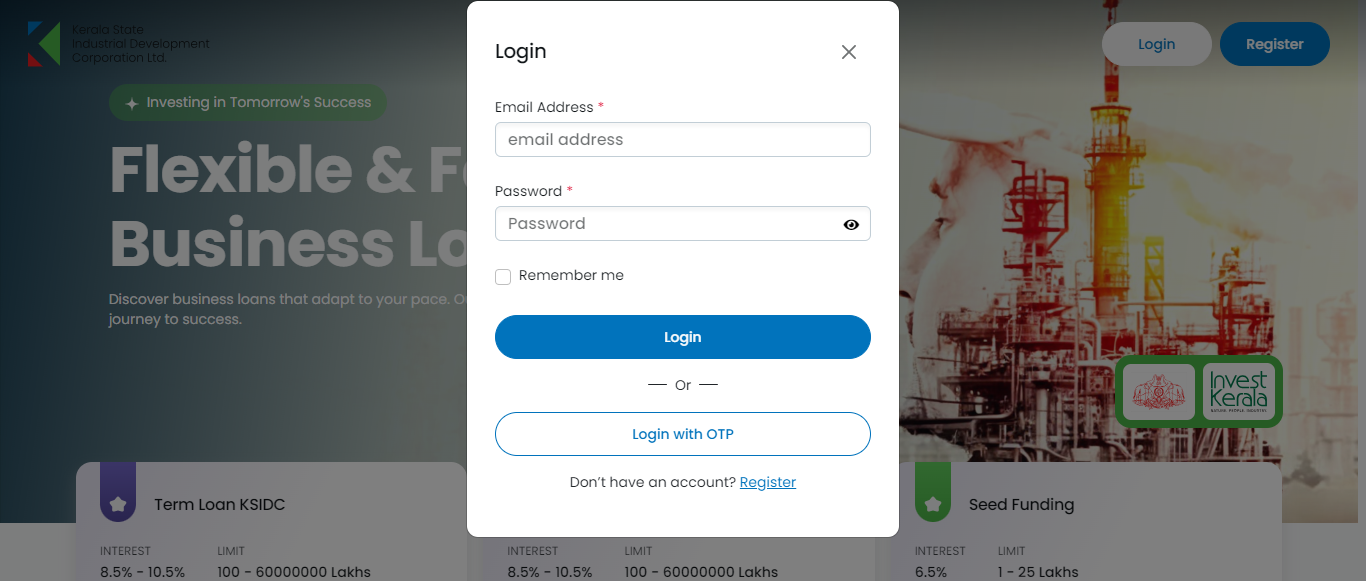 Kerala State
Industrial Development
Corporation Ltd.
Login
Register
Investing in Tomorrow's Success
Flexible & F
Business Lo
Discover business loans that adapt to your pace.
journey to success.
Login
Email Address *
email address
Password *
Password
Remember me
Login
Or
Login with OTP
Don’t have an account? Register
Invest
Kerala
Term Loan KSIDC
INTEREST LIMIT
8.5% - 10.5% 100 - 60000000 Lakhs
INTEREST LIMIT
8.5% - 10.5% 100 - 60000000 Lakhs
Seed Funding
INTEREST LIMIT
6.5% 1 - 25 Lakhs